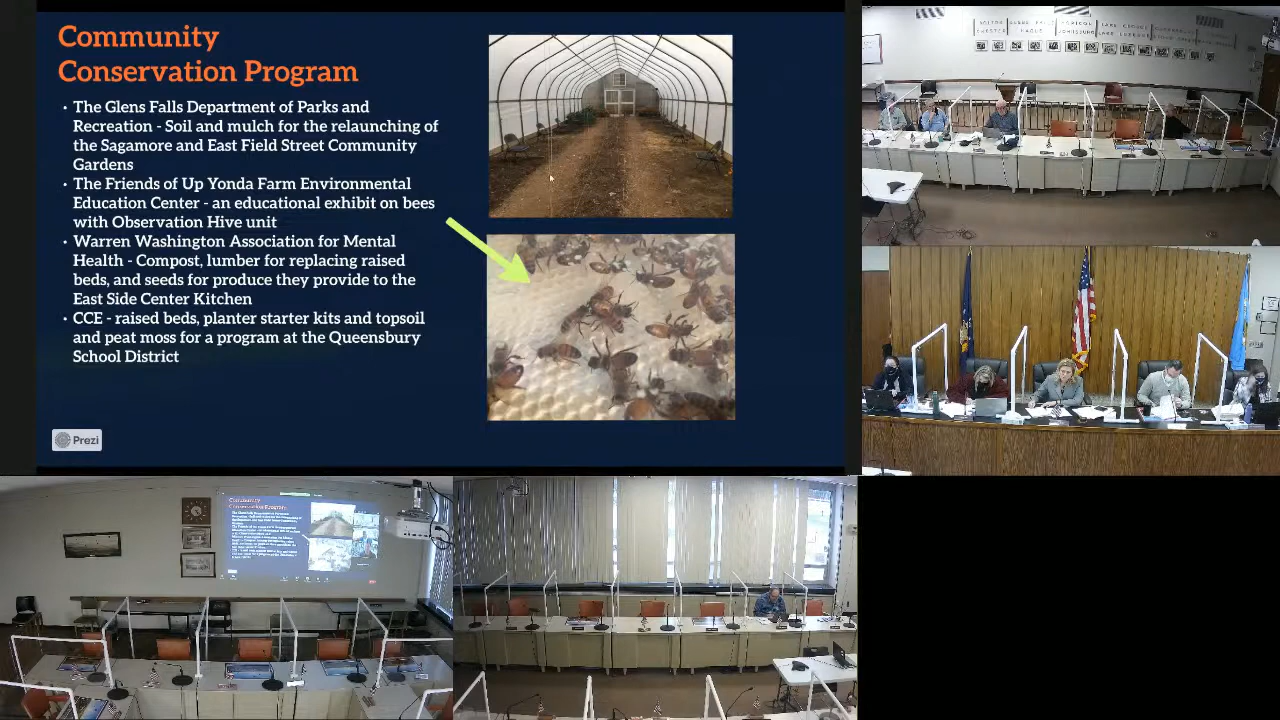 Community
Conservation Program
• The Glens Falls Department of Parks and
Recreation - Soil and mulch for the relaunching of
the Sagamore and East Field Street Community
Gardens
• The Friends of Up Yonda Farm Environmental
Education Center - an educational exhibit on bees
with Observation Hive unit
• Warren Washington Association for Mental
Health - Compost, lumber for replacing raised
beds, and seeds for produce they provide to the
East Side Center Kitchen
• CCE - raised beds, planter starter kits and topsoil
and peat moss for a program at the Queensbury
School District
Prezi
Community
Conservation Program